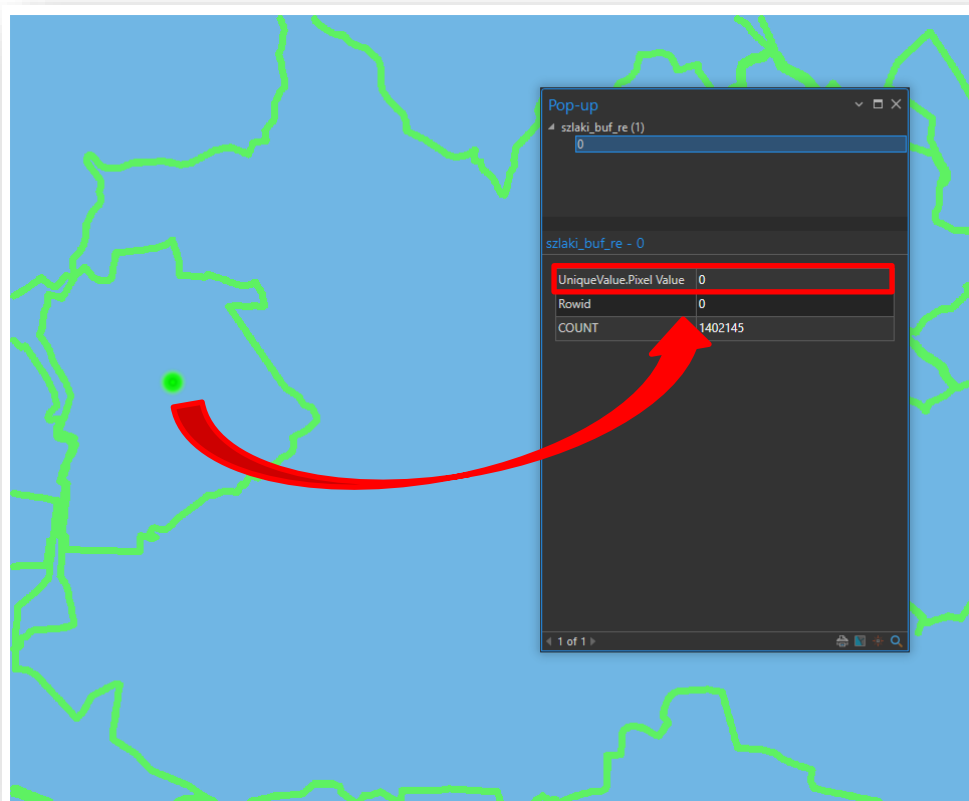 Pop-up
szlaki_buf_re (1)
0
szlaki_buf_re - 0
UniqueValue.Pixel Value 0
Rowid 0
COUNT 1402145
1 of 1